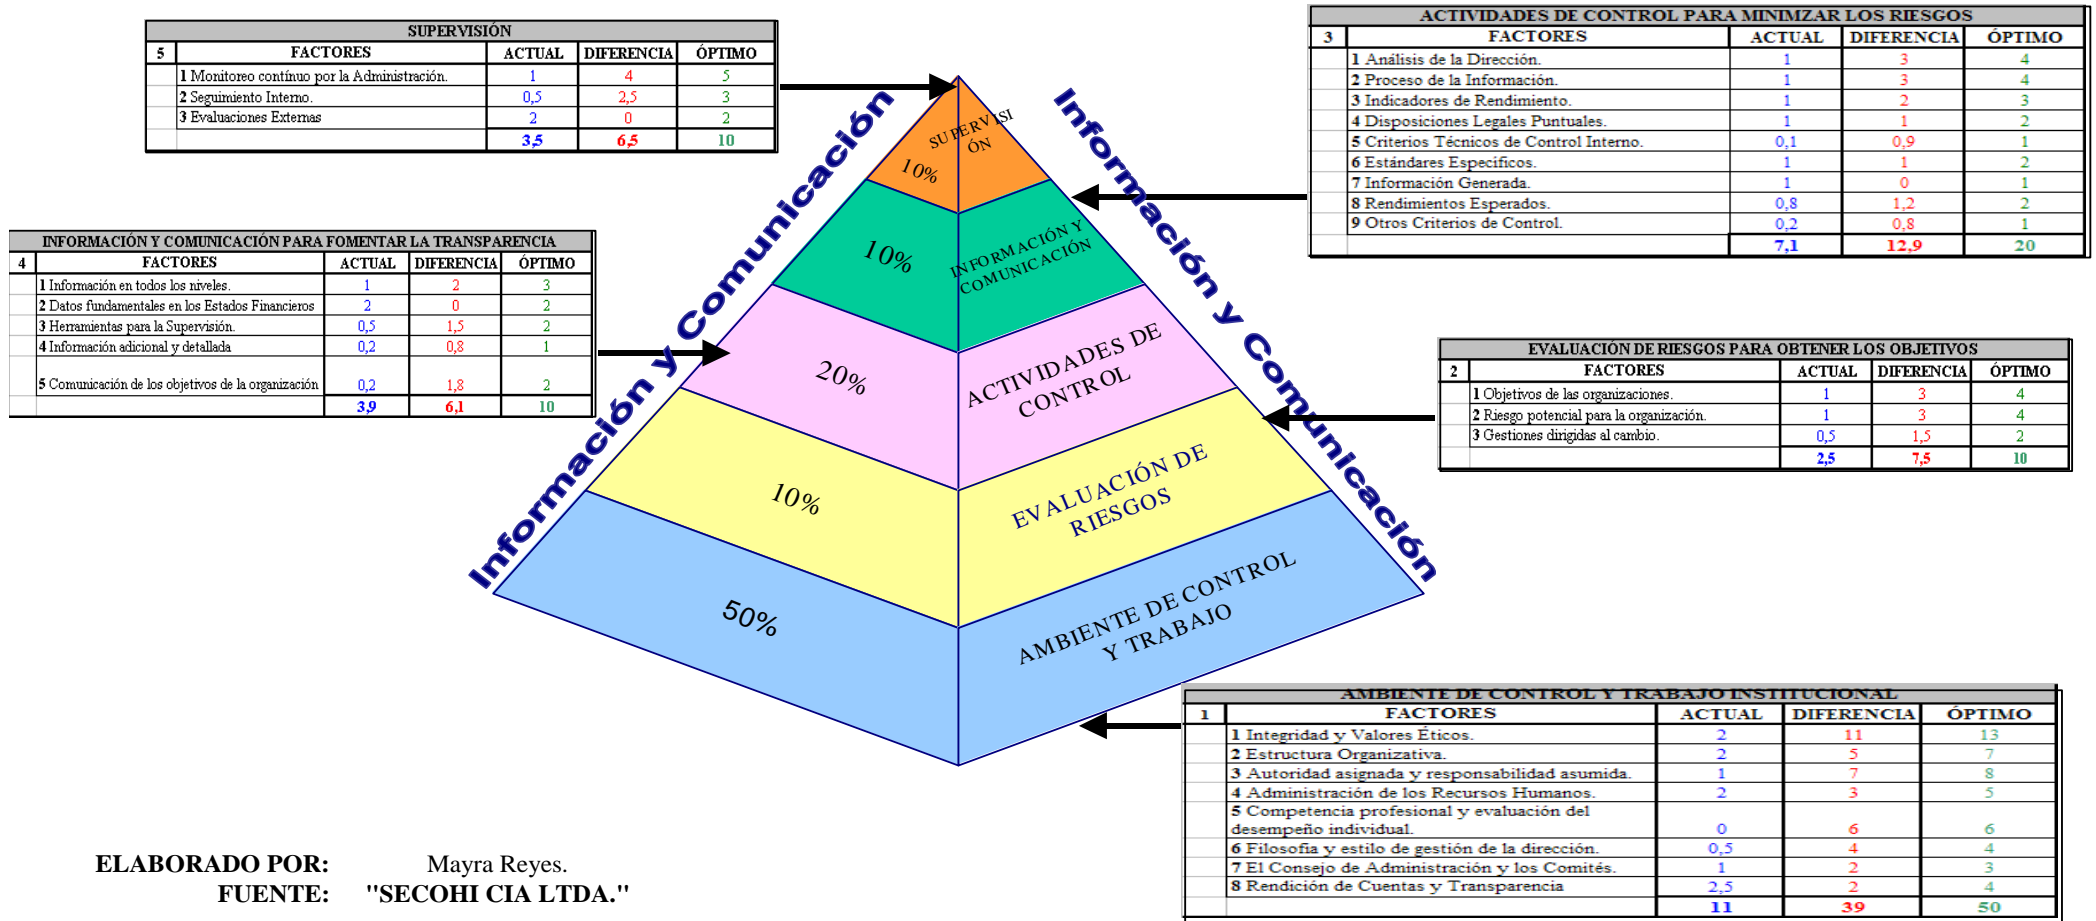 SUPERVISIÓN
5 FACTORES ACTUAL DIFERENCIA ÓPTIMO
1 Monitoreo contínuo por la Administración. 1 4 5
2 Seguimiento Interno. 0,5 2,5 3
3 Evaluaciones Externas 2 0 2
3,5 6,5 10
ACTIVIDADES DE CONTROL PARA MINIMZAR LOS RIESGOS
3 FACTORES ACTUAL DIFERENCIA ÓPTIMO
1 Análisis de la Dirección. 1 3 4
2 Proceso de la Información. 1 3 4
3 Indicadores de Rendimiento. 1 2 3
4 Disposiciones Legales Puntuales. 1 1 2
5 Criterios Técnicos de Control Interno. 0,1 0,9 1
6 Estándares Especificos. 1 1 2
7 Información Generada. 1 0 1
8 Rendimientos Esperados. 0,8 1,2 2
9 Otros Criterios de Control. 0,2 0,8 1
7,1 12,9 20
INFORMACIÓN Y COMUNICACIÓN PARA FOMENTAR LA TRANSPARENCIA
4 FACTORES ACTUAL DIFERENCIA ÓPTIMO
1 Información en todos los niveles. 1 2 3
2 Datos fundamentales en los Estados Financieros 2 0 2
3 Herramientas para la Supervisión. 0,5 1,5 2
4 Información adicional y detallada 0,2 0,8 1
5 Comunicación de los objetivos de la organización 0,2 1,8 2
3,9 6,1 10
Información y Comunicación
Información y Comunicación
SUPERVISI
ÓN
10%
10%
INFORMACIÓN Y
COMUNICACIÓN
20%
ACTIVIDADES DE
CONTROL
10%
EVALUACIÓN DE
RIESGOS
50%
AMBIENTE DE CONTROL
Y TRABAJO
EVALUACIÓN DE RIESGOS PARA OBTENER LOS OBJETIVOS
2 FACTORES ACTUAL DIFERENCIA ÓPTIMO
1 Objetivos de las organizaciones. 1 3 4
2 Riesgo potencial para la organización. 1 3 4
3 Gestiones dirigidas al cambio. 0,5 1,5 2
2,5 7,5 10
AMBIENTE DE CONTROL Y TRABAJO INSTITUCIONAL
1 FACTORES ACTUAL DIFERENCIA ÓPTIMO
1 Integridad y Valores Éticos. 2 11 13
2 Estructura Organizativa. 2 5 7
3 Autoridad asignada y responsabilidad asumida. 1 7 8
4 Administración de los Recursos Humanos. 2 3 5
5 Competencia profesional y evaluación del
desempeño individual. 0 6 6
6 Filosofia y estilo de gestión de la dirección. 0,5 4 4
7 El Consejo de Administración y los Comités. 1 2 3
8 Rendición de Cuentas y Transparencia 2,5 2 4
11 39 50
ELABORADO POR: Mayra Reyes.
FUENTE: "SECOHI CIA LTDA."